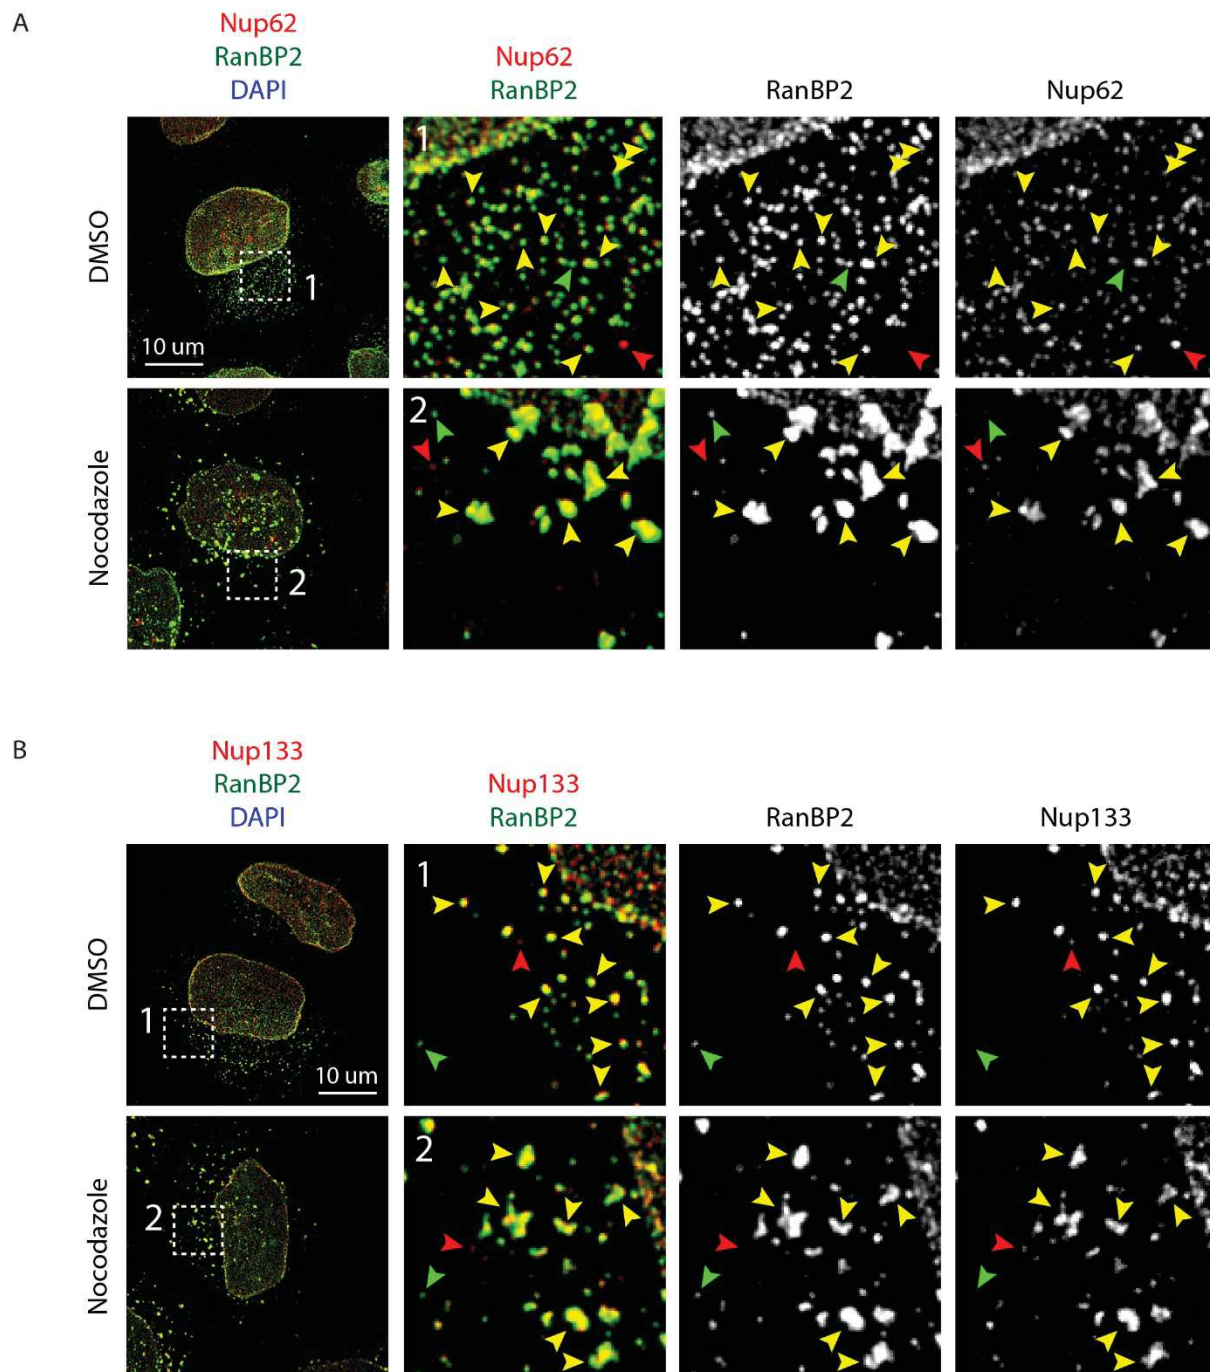 A
Nup62
RanBP2
DAPI
Nup62
RanBP2
RanBP2
Nup62
DMSO
1
10 um
1
Nocodazole
2
2
B
Nup133
RanBP2
DAPI
Nup133
RanBP2
RanBP2
Nup133
DMSO
1
10 um
1
Nocodazole
2
2